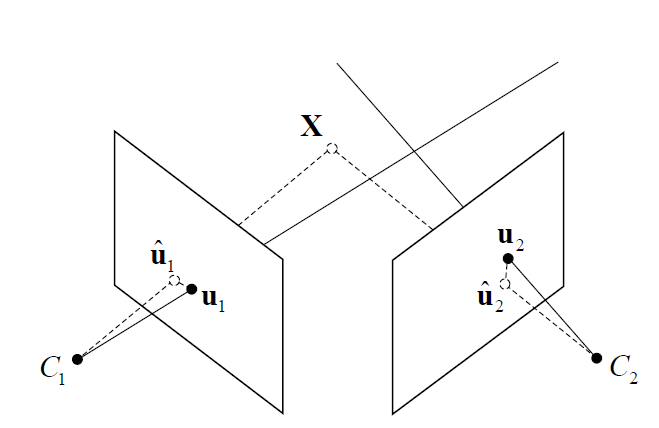 X
û₁
u₁
u₂
û₂
C₁
C₂